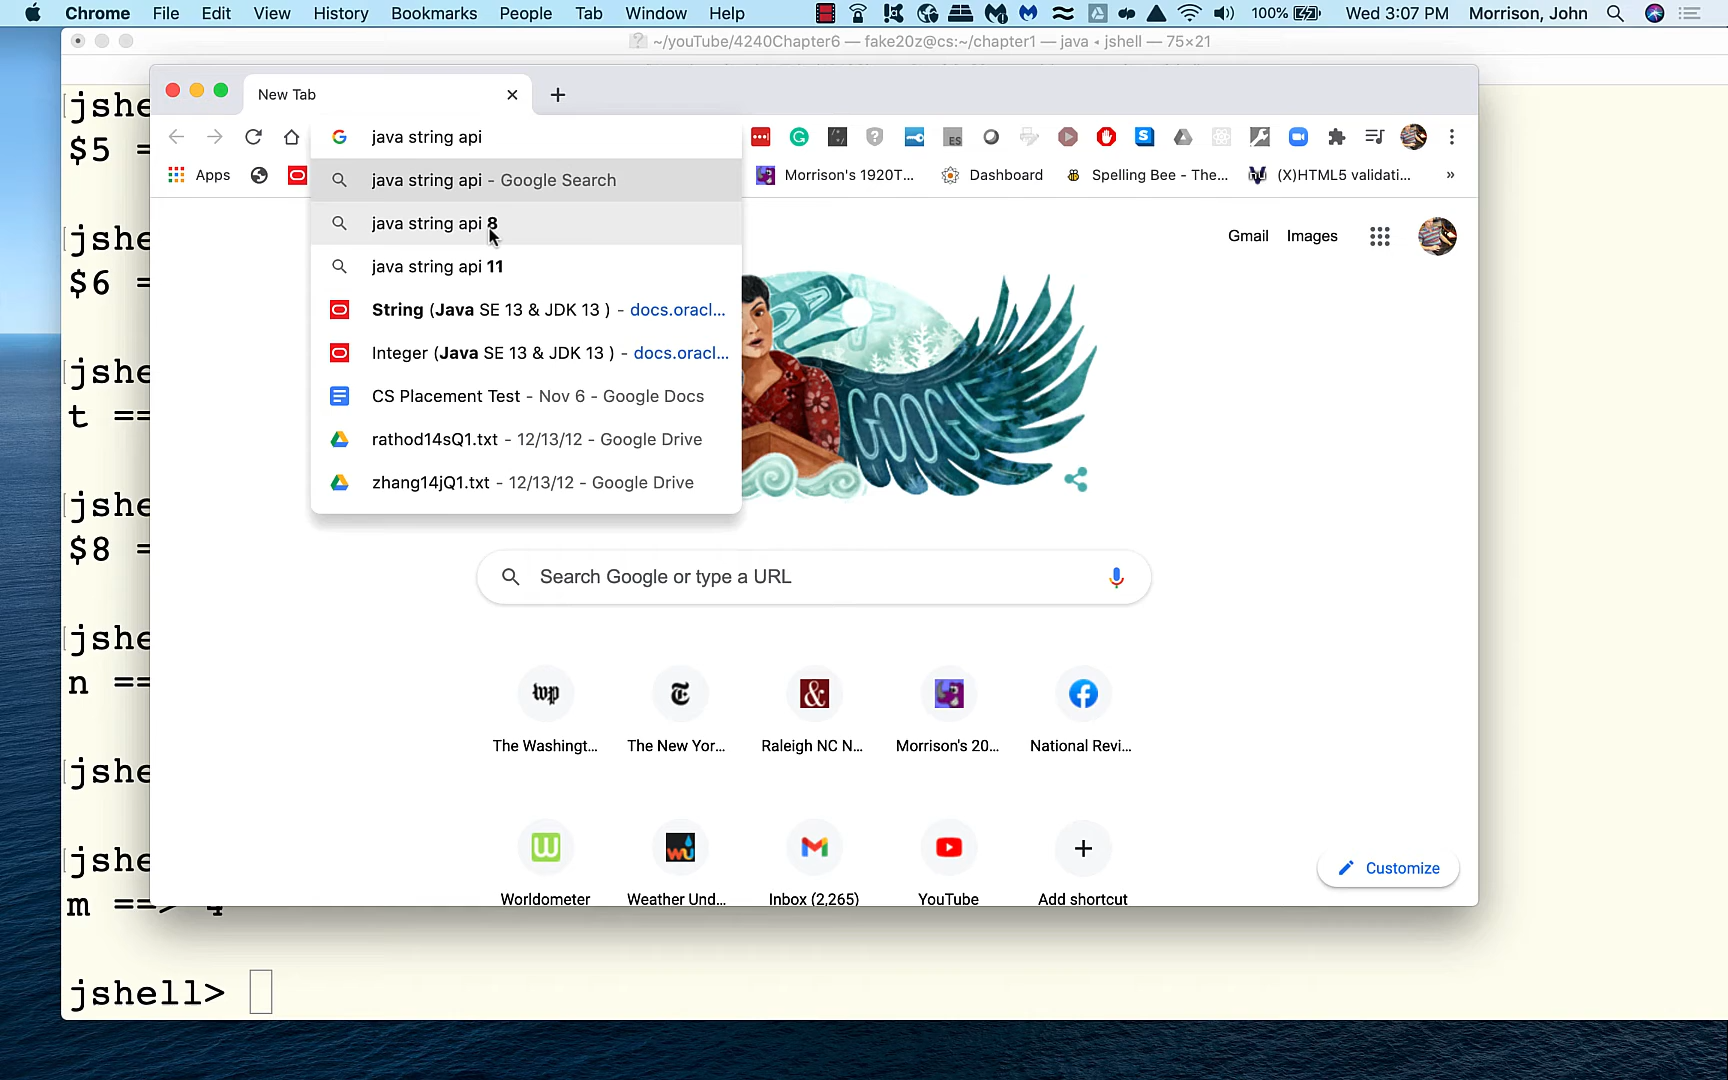 Chrome File Edit View History Bookmarks People Tab Window Help 100% Wed 3:07 PM Morrison, John
~/youTube/4240Chapter6 — fake20z@cs:~/chapter1 — java ◂ jshell — 75×21
New Tab
java string api
Apps
Morrison's 1920T...
Dashboard
Spelling Bee - The...
(X)HTML5 validati...
»
java string api - Google Search
java string api 8
java string api 11
String (Java SE 13 & JDK 13 ) - docs.oracl...
Integer (Java SE 13 & JDK 13 ) - docs.oracl...
CS Placement Test - Nov 6 - Google Docs
rathod14sQ1.txt - 12/13/12 - Google Drive
zhang14jQ1.txt - 12/13/12 - Google Drive
Gmail Images
GOOGLE
Search Google or type a URL
The Washingt...
The New Yor...
Raleigh NC N...
Morrison's 20...
National Revi...
Worldometer
Weather Und...
Inbox (2,265)
YouTube
Add shortcut
Customize
jshe
$5 =
jshe
$6 =
jshe
t ==
jshe
$8 =
jshe
n ==
jshe
jshe
m ==> 4
jshell>